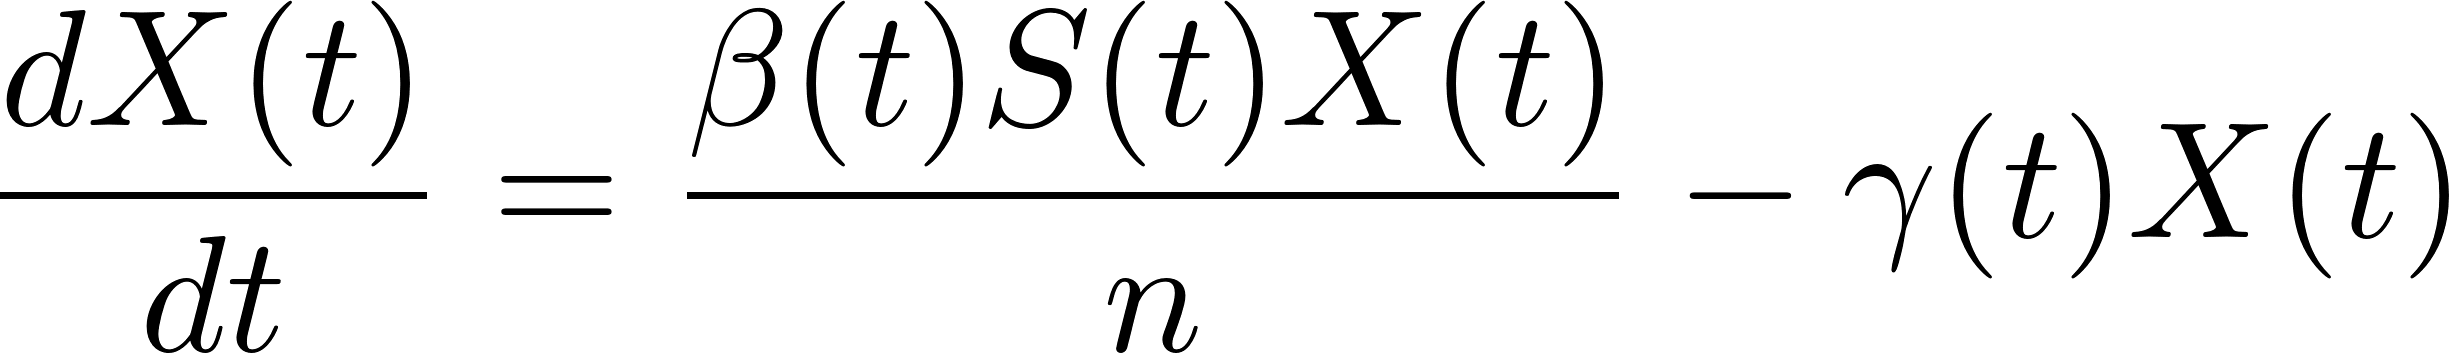 dX(t)/dt = β(t)S(t)X(t)/n − γ(t)X(t)